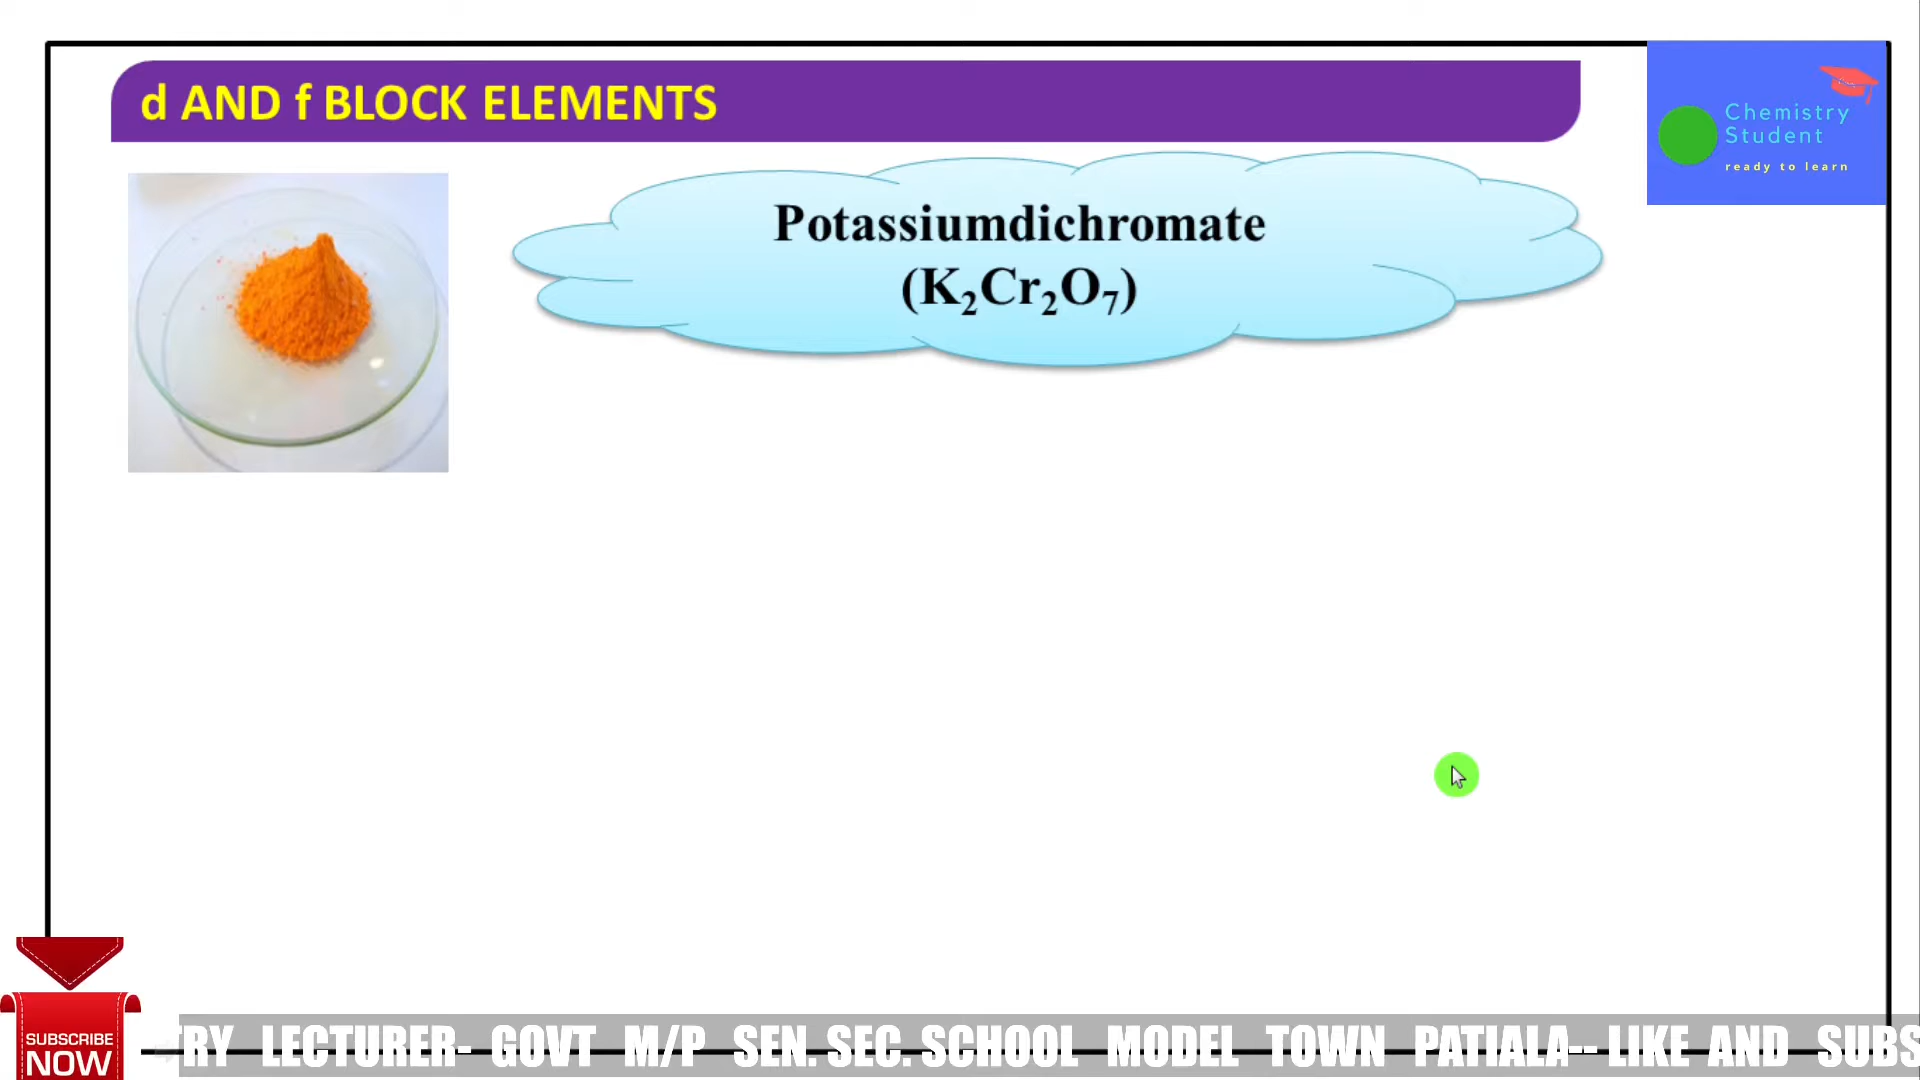 d AND f BLOCK ELEMENTS
Chemistry
Student
ready to learn
Potassiumdichromate
(K₂Cr₂O₇)
SUBSCRIBE
NOW
LECTURER- GOVT M/P SEN. SEC. SCHOOL MODEL TOWN PATIALA-- LIKE AND